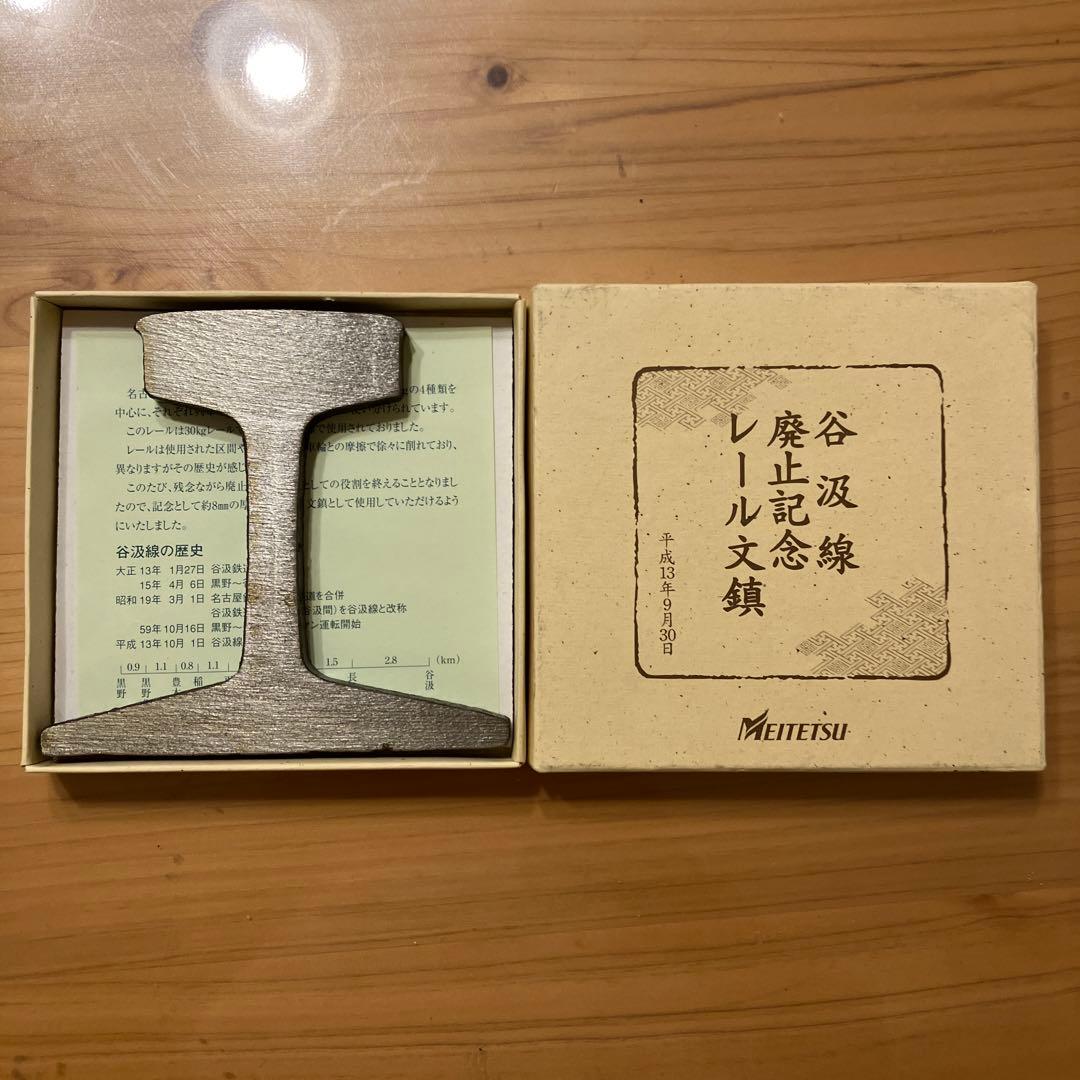 名古
の4種類を
中心に、それぞれ
い分けられています。
このレールは30kgレール
で使用されておりました。
レールは使用された区間や
車輪との摩擦で徐々に削れており、
異なりますがその歴史が感じ
このたび、残念ながら廃止
としての役割を終えることとなりまし
たので、記念として約8mmの厚
文鎮として使用していただけるよう
にいたしました。
谷汲線の歴史
大正 13年 1月27日 谷汲鉄道
15年 4月 6日 黒野〜谷
昭和 19年 3月 1日 名古屋鉄
道を合併
谷汲鉄道
谷汲間)を谷汲線と改称
59年10月16日 黒野〜
マン運転開始
平成 13年10月 1日 谷汲線
0.9 1.1 0.8 1.1 1.5 2.8 (km)
黒野 黒野 豊木 稲 長 谷汲
谷汲線
廃止記念
レール文鎮
平成13年9月30日
MEITETSU